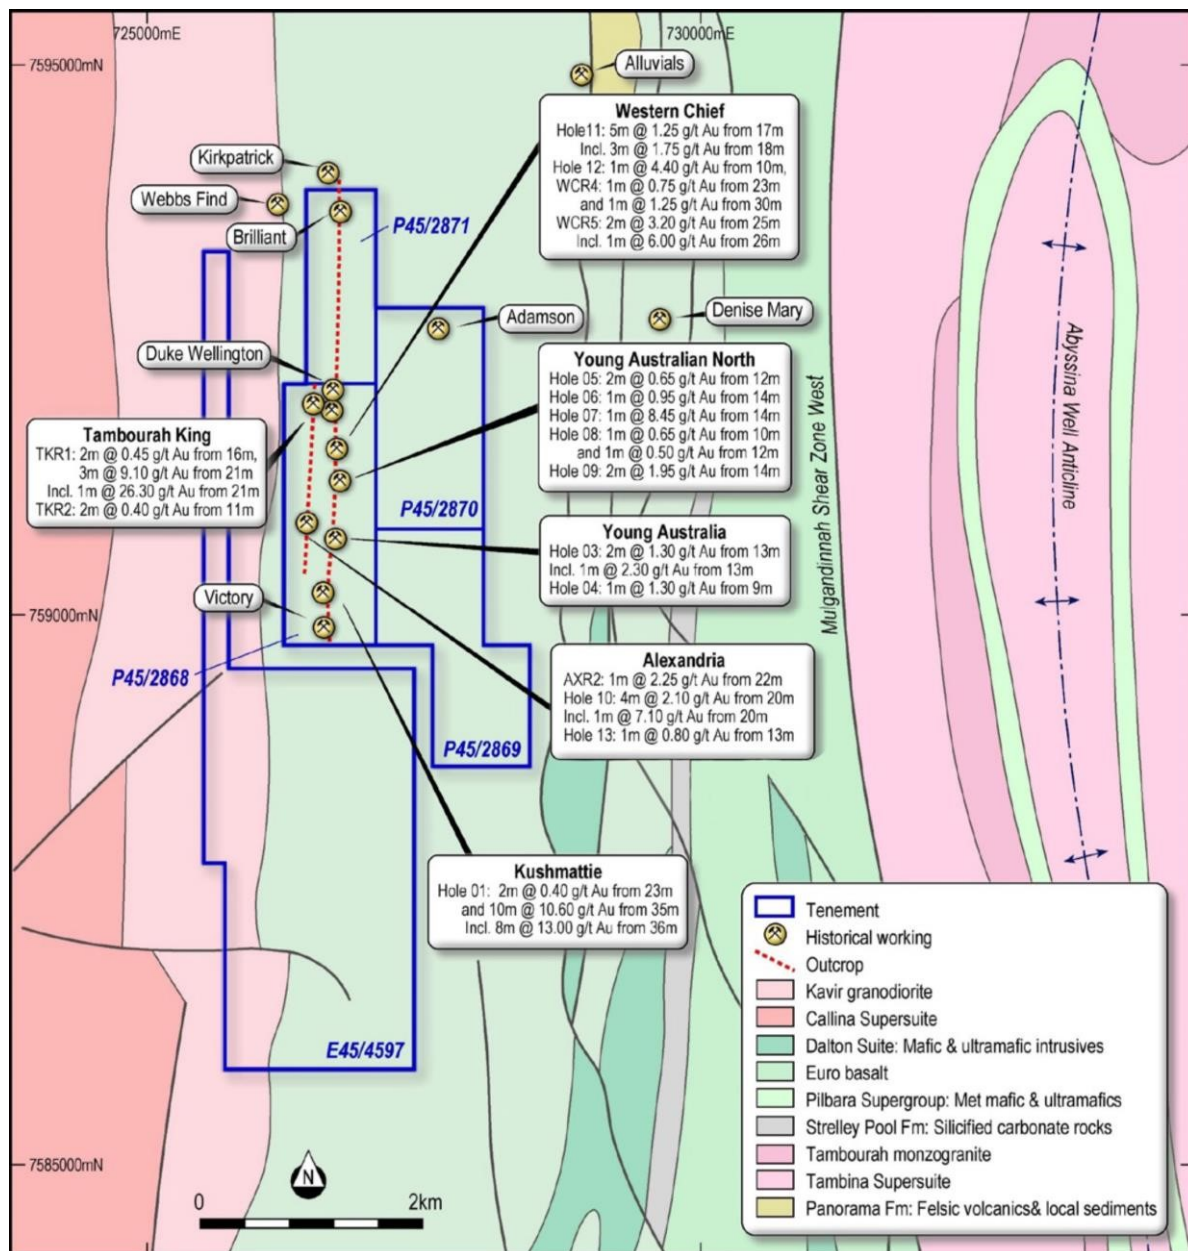 725000mE
730000mE
7595000mN
Alluvials
Western Chief
Hole11: 5m @ 1.25 g/t Au from 17m
Incl. 3m @ 1.75 g/t Au from 18m
Hole 12: 1m @ 4.40 g/t Au from 10m,
WCR4: 1m @ 0.75 g/t Au from 23m
and 1m @ 1.25 g/t Au from 30m
WCR5: 2m @ 3.20 g/t Au from 25m
Incl. 1m @ 6.00 g/t Au from 26m
Kirkpatrick
Webbs Find
Brilliant
P45/2871
Adamson
Denise Mary
Duke Wellington
Young Australian North
Hole 05: 2m @ 0.65 g/t Au from 12m
Hole 06: 1m @ 0.95 g/t Au from 14m
Hole 07: 1m @ 8.45 g/t Au from 14m
Hole 08: 1m @ 0.65 g/t Au from 10m
and 1m @ 0.50 g/t Au from 12m
Hole 09: 2m @ 1.95 g/t Au from 14m
Tambourah King
TKR1: 2m @ 0.45 g/t Au from 16m,
3m @ 9.10 g/t Au from 21m
Incl. 1m @ 26.30 g/t Au from 21m
TKR2: 2m @ 0.40 g/t Au from 11m
P45/2870
Young Australia
Hole 03: 2m @ 1.30 g/t Au from 13m
Incl. 1m @ 2.30 g/t Au from 13m
Hole 04: 1m @ 1.30 g/t Au from 9m
Mulgandinnah Shear Zone West
Abyssina Well Anticline
Victory
759000mN
P45/2868
Alexandria
AXR2: 1m @ 2.25 g/t Au from 22m
Hole 10: 4m @ 2.10 g/t Au from 20m
Incl. 1m @ 7.10 g/t Au from 20m
Hole 13: 1m @ 0.80 g/t Au from 13m
P45/2869
Kushmattie
Hole 01: 2m @ 0.40 g/t Au from 23m
and 10m @ 10.60 g/t Au from 35m
Incl. 8m @ 13.00 g/t Au from 36m
E45/4597
7585000mN
N
0 2km
Tenement
Historical working
Outcrop
Kavir granodiorite
Callina Supersuite
Dalton Suite: Mafic & ultramafic intrusives
Euro basalt
Pilbara Supergroup: Met mafic & ultramafics
Strelley Pool Fm: Silicified carbonate rocks
Tambourah monzogranite
Tambina Supersuite
Panorama Fm: Felsic volcanics& local sediments